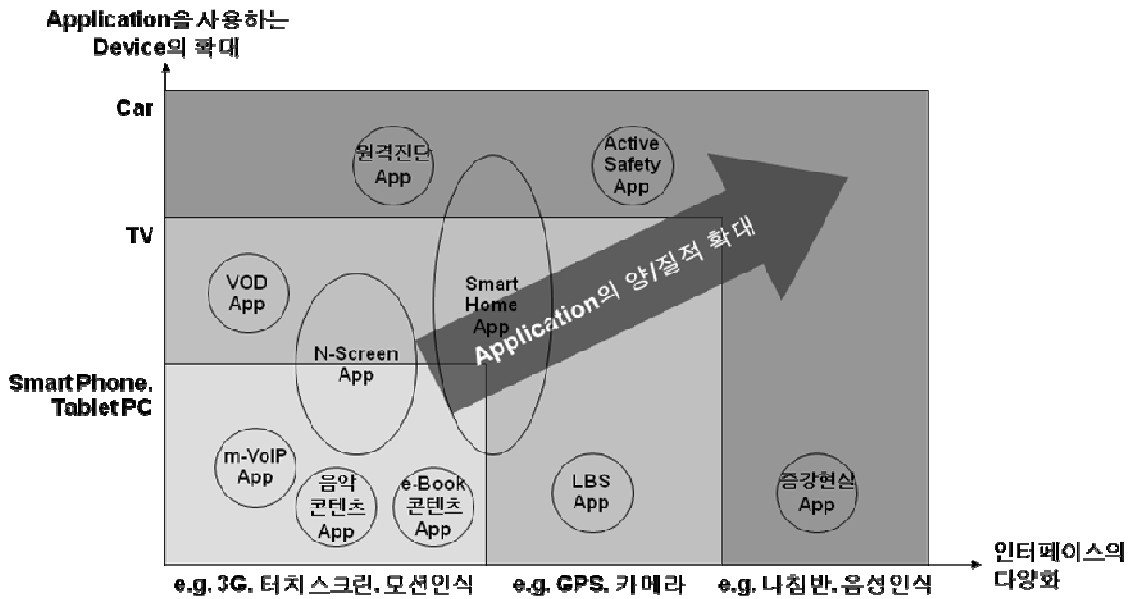 Application을 사용하는
Device의 확대
Car
원격진단
App
Active
Safety
App
TV
VOD
App
Smart
Home
App
Application의 양/질적 확대
N-Screen
App
Smart Phone.
Tablet PC
m-VoIP
App
음악
콘텐츠
App
e-Book
콘텐츠
App
LBS
App
증강현실
App
인터페이스의
다양화
e.g. 3G. 터치 스크린. 모션인식
e.g. GPS. 카메라
e.g. 나침반. 음성인식